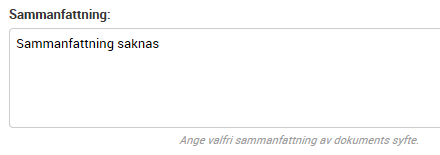 Sammanfattning:
Sammanfattning saknas
Ange valfri sammanfattning av dokuments syfte.